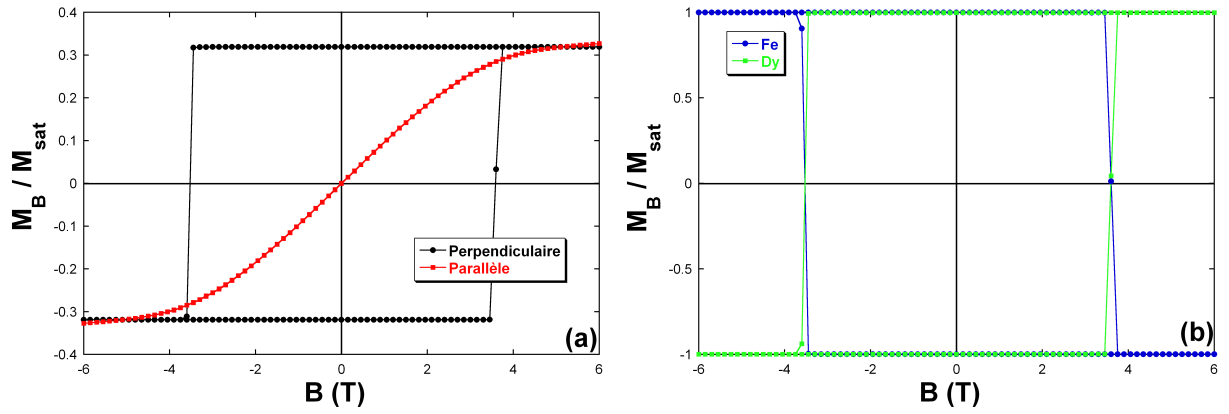 0.4
0.3
0.2
0.1
0
-0.1
-0.2
-0.3
-0.4
-6
-4
-2
0
2
4
6
M_B / M_sat
B (T)
Perpendiculaire
Parallèle
(a)
1
0.5
0
-0.5
-1
-6
-4
-2
0
2
4
6
M_B / M_sat
B (T)
Fe
Dy
(b)